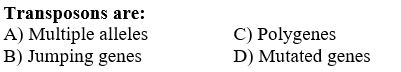 Transposons are:
A) Multiple alleles C) Polygenes
B) Jumping genes D) Mutated genes